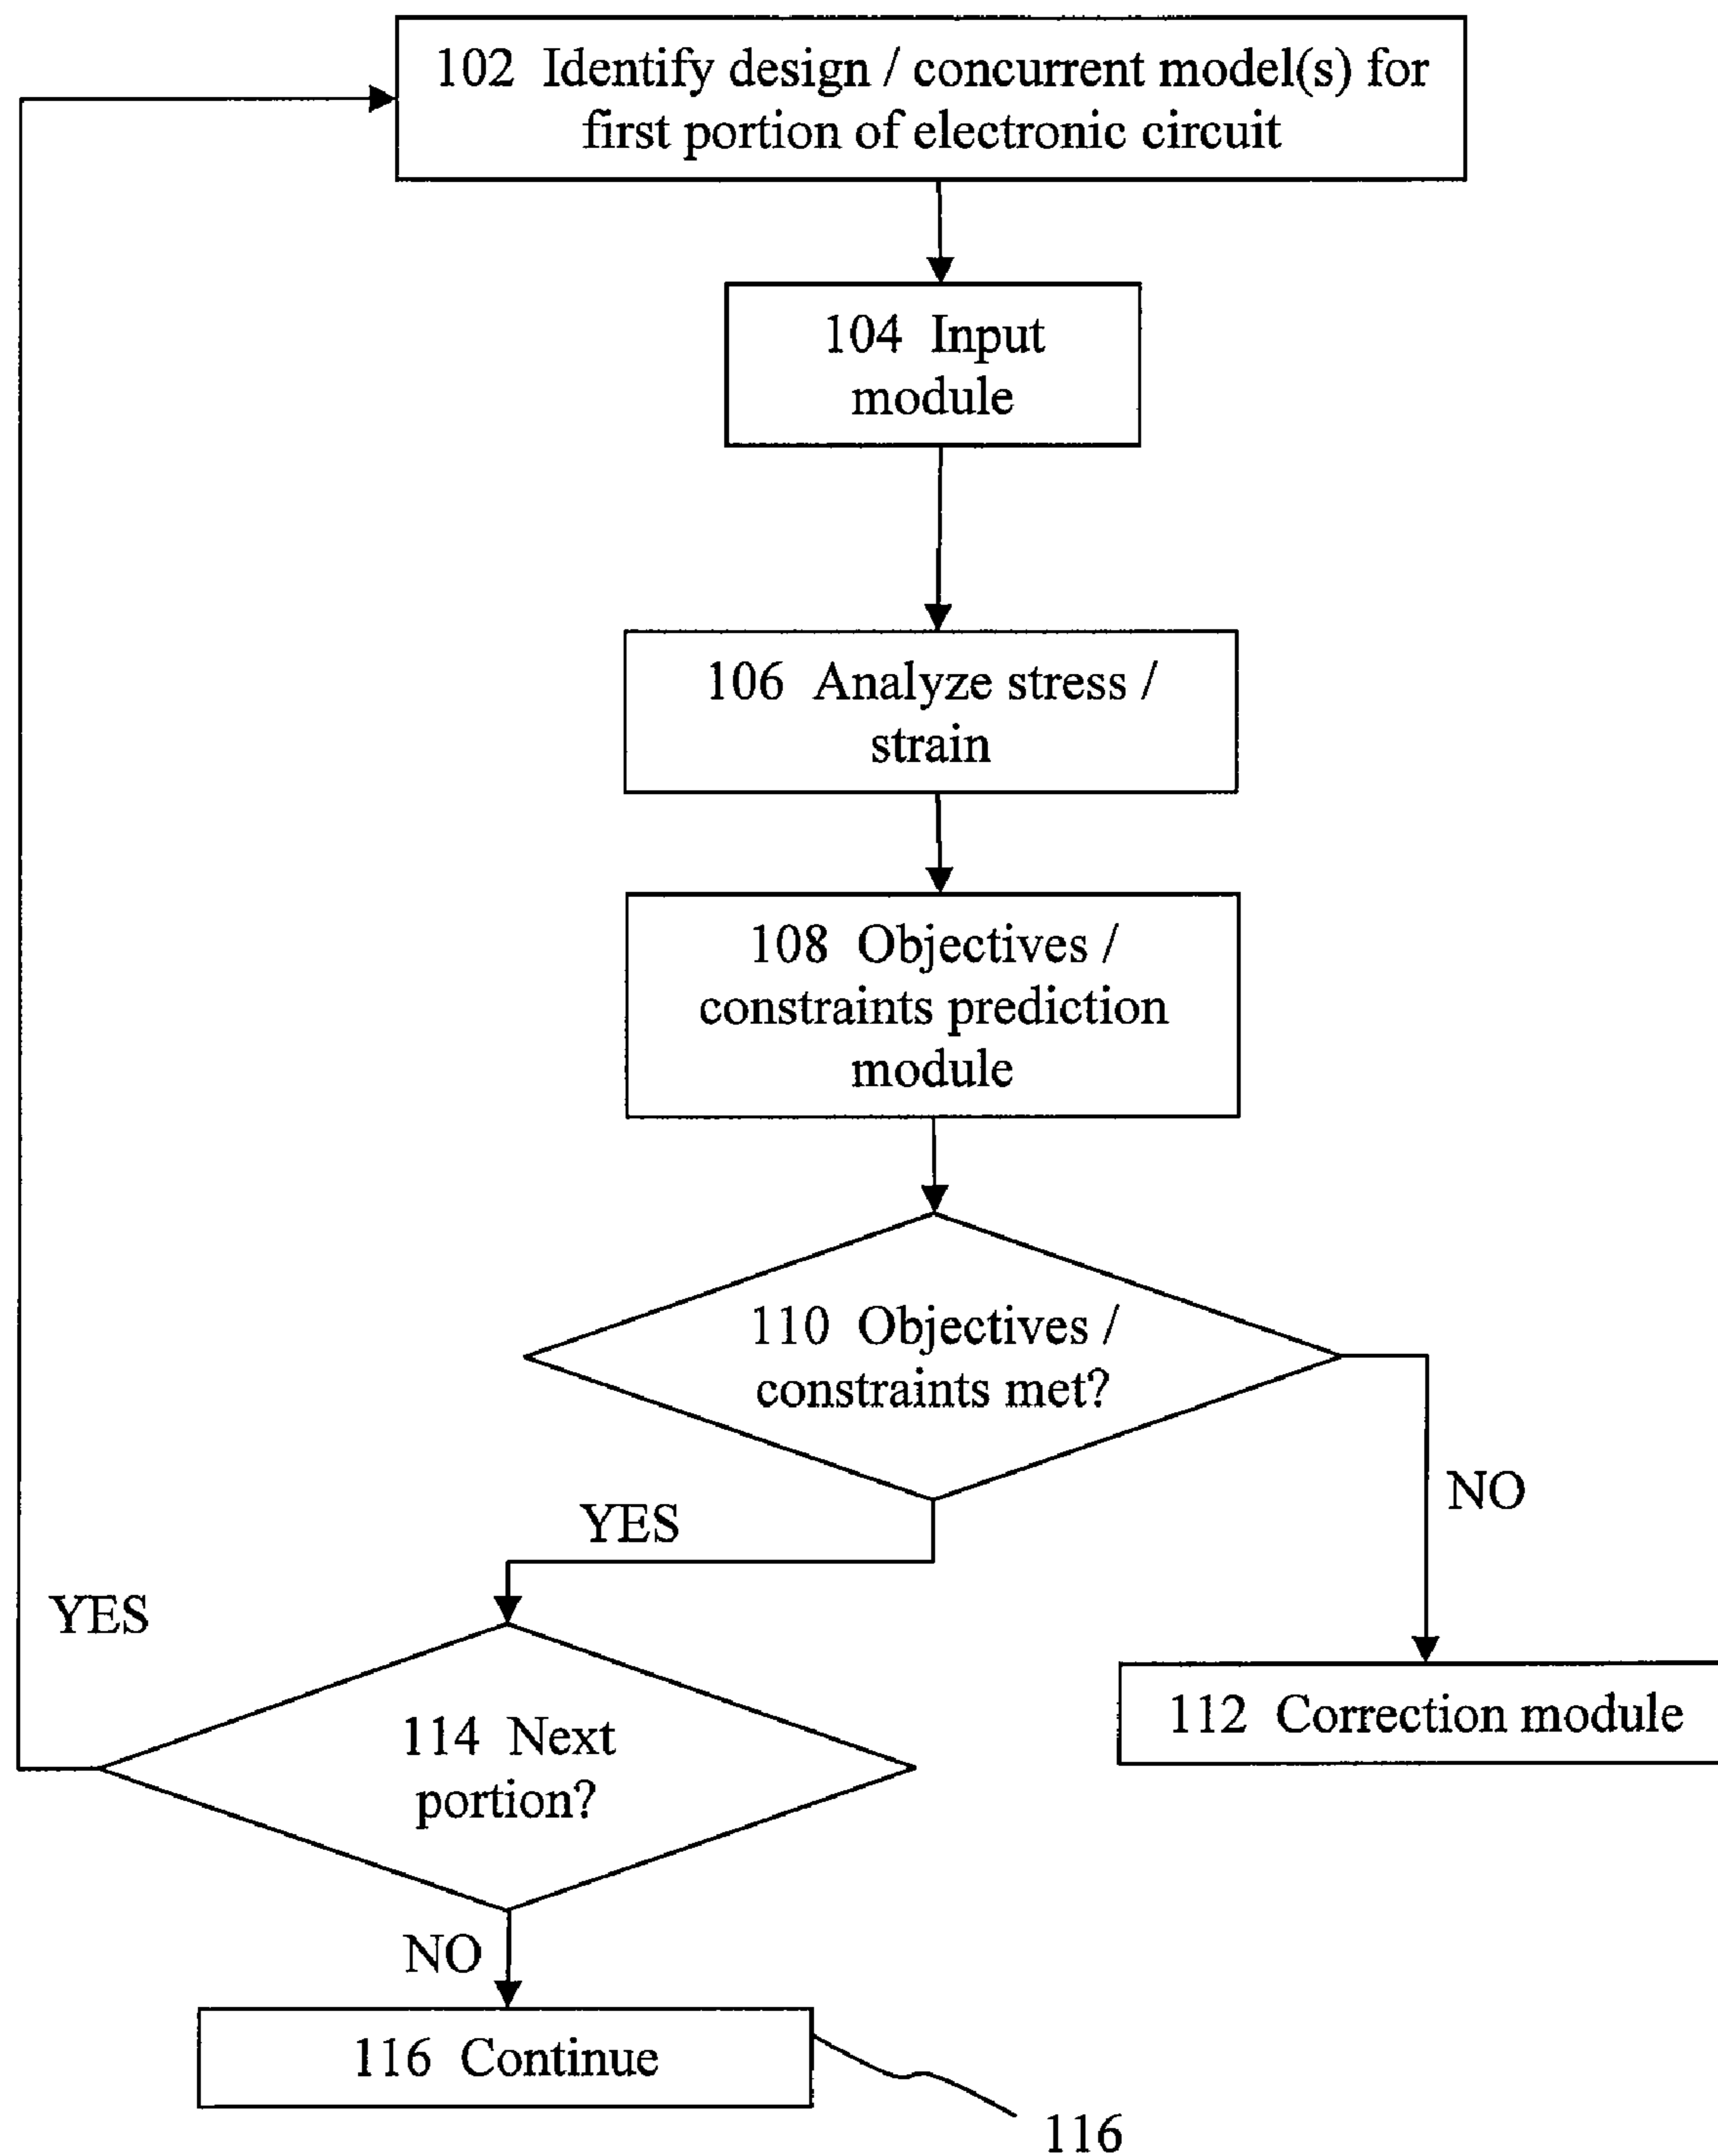 102 Identify design / concurrent model(s) for
first portion of electronic circuit
104 Input
module
106 Analyze stress /
strain
108 Objectives /
constraints prediction
module
110 Objectives /
constraints met?
NO
YES
YES
112 Correction module
114 Next
portion?
NO
116 Continue
116